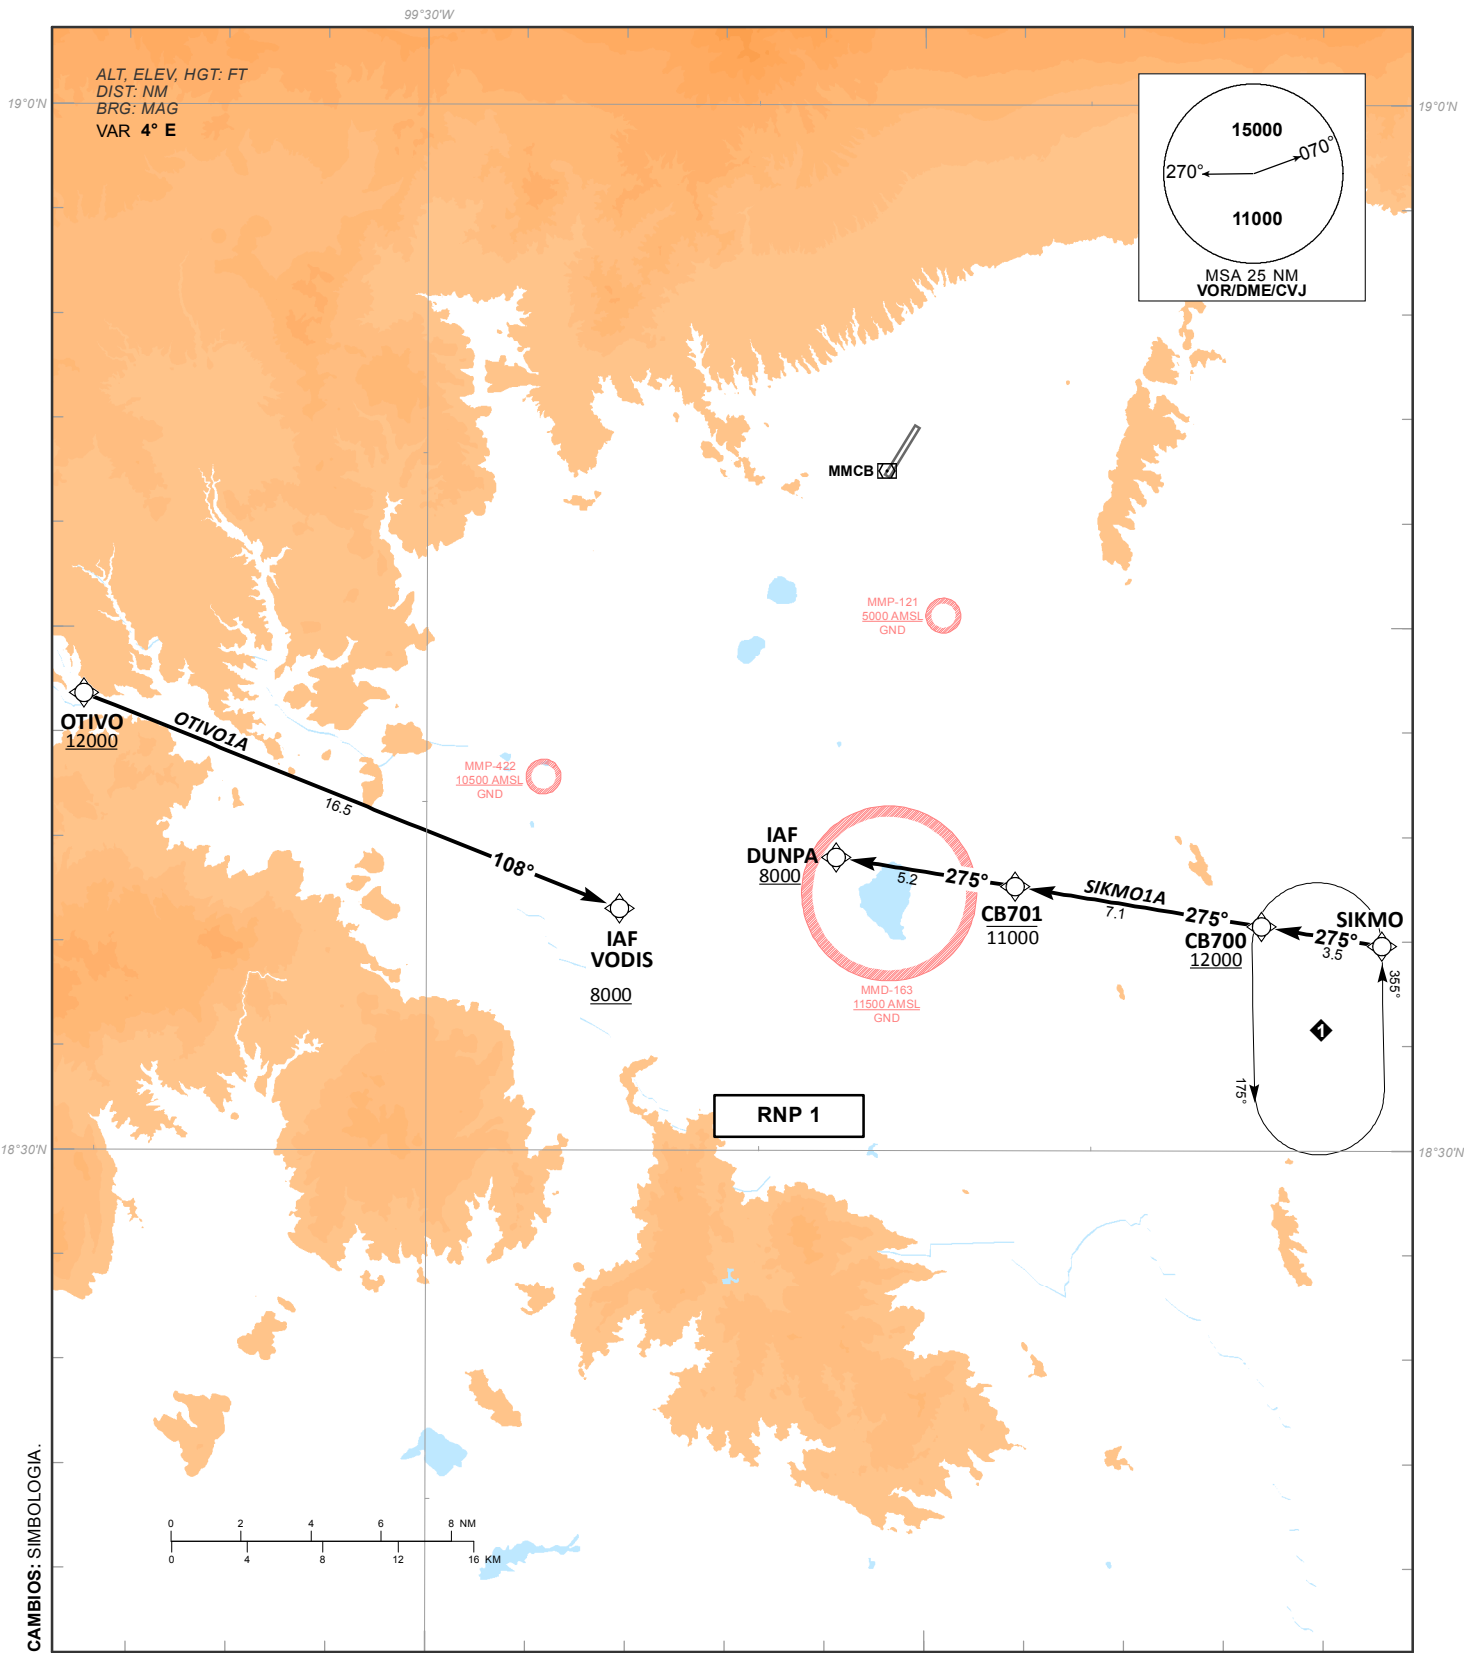 99°30'W
ALT, ELEV, HGT: FT
DIST: NM
BRG: MAG
VAR 4° E
19°0'N
19°0'N
15000
070°
270°
11000
MSA 25 NM
VOR/DME/CVJ
MMCB
MMP-121
5000 AMSL
GND
OTIVO
12000
OTIVO1A
16.5
108°
MMP-422
10500 AMSL
GND
IAF
VODIS
8000
IAF
DUNPA
8000
5.2
275°
CB701
11000
SIKMO1A
7.1
275°
CB700
12000
SIKMO
275°
3.5
355°
1
175°
MMD-163
11500 AMSL
GND
RNP 1
18°30'N
18°30'N
0 2 4 6 8 NM
0 4 8 12 16 KM
CAMBIOS: SIMBOLOGIA.